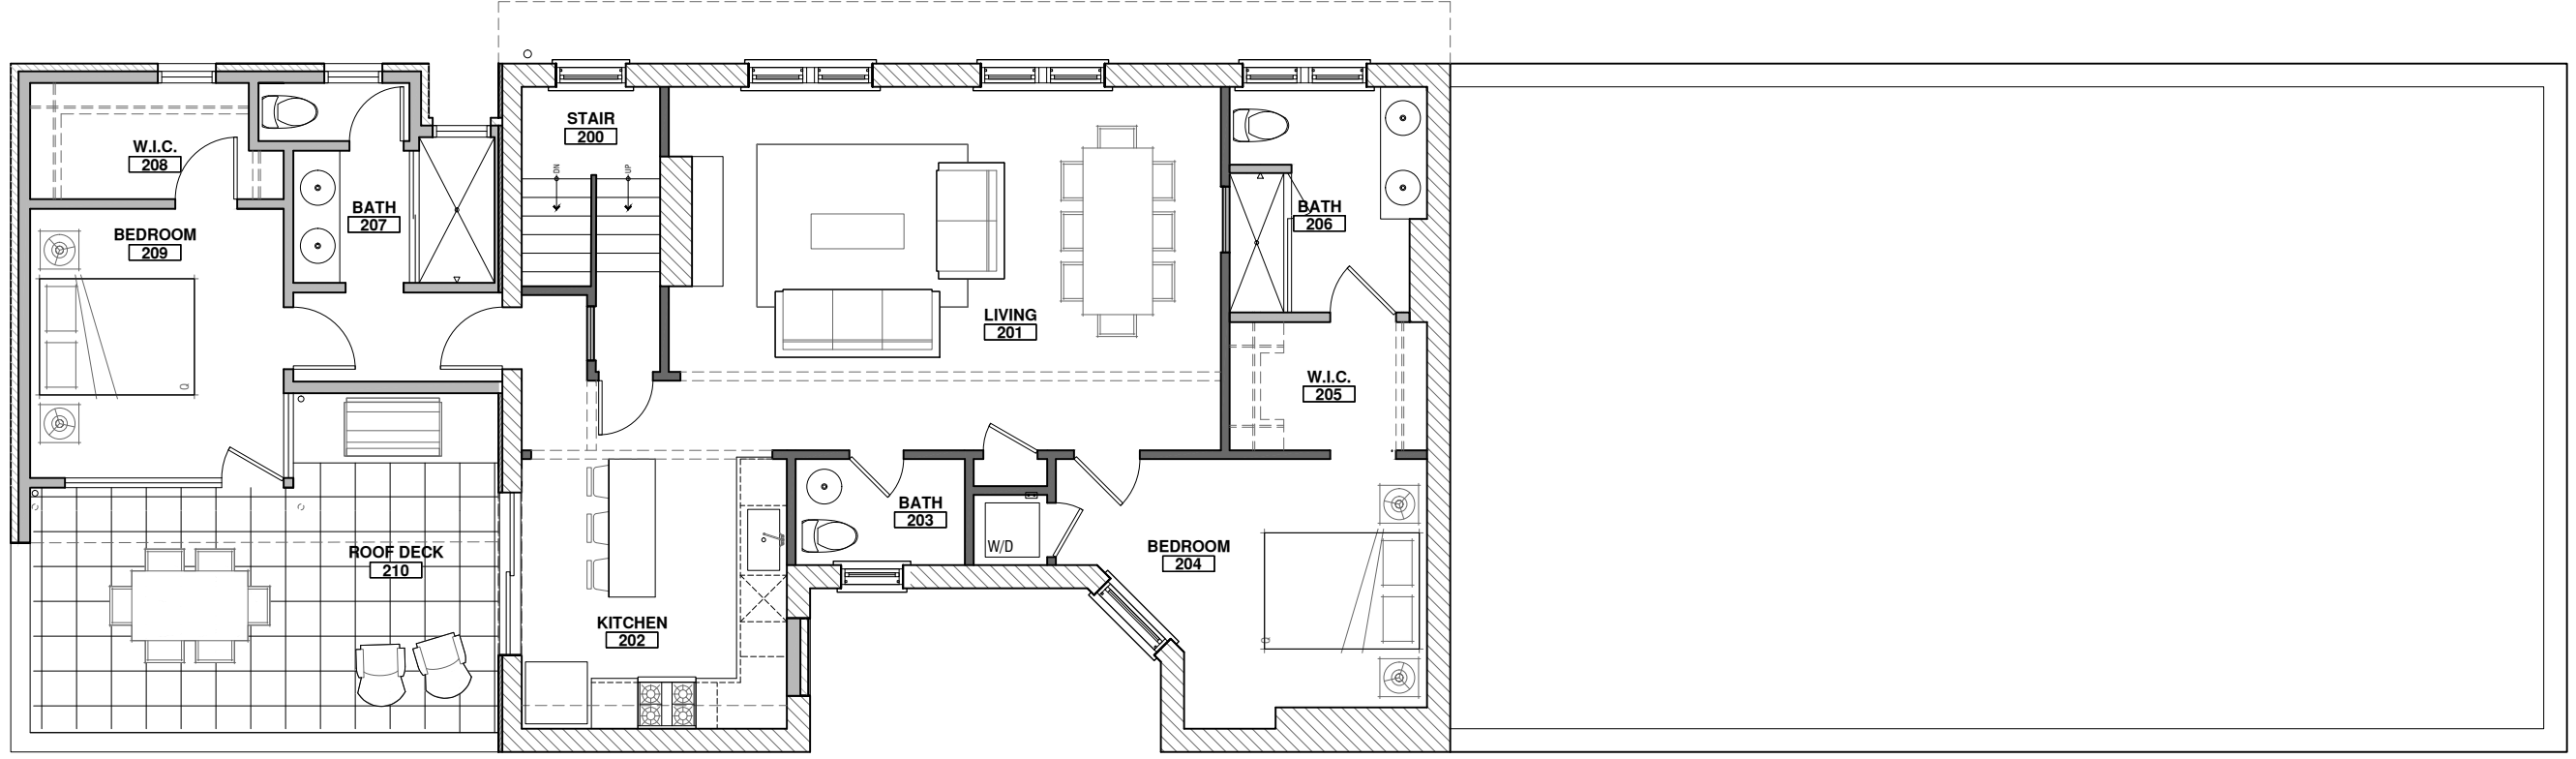 STAIR
200
DN
UP
W.I.C.
208
BATH
207
BATH
206
BEDROOM
209
LIVING
201
W.I.C.
205
Q
BATH
203
W/D
BEDROOM
204
ROOF DECK
210
KITCHEN
202
Q